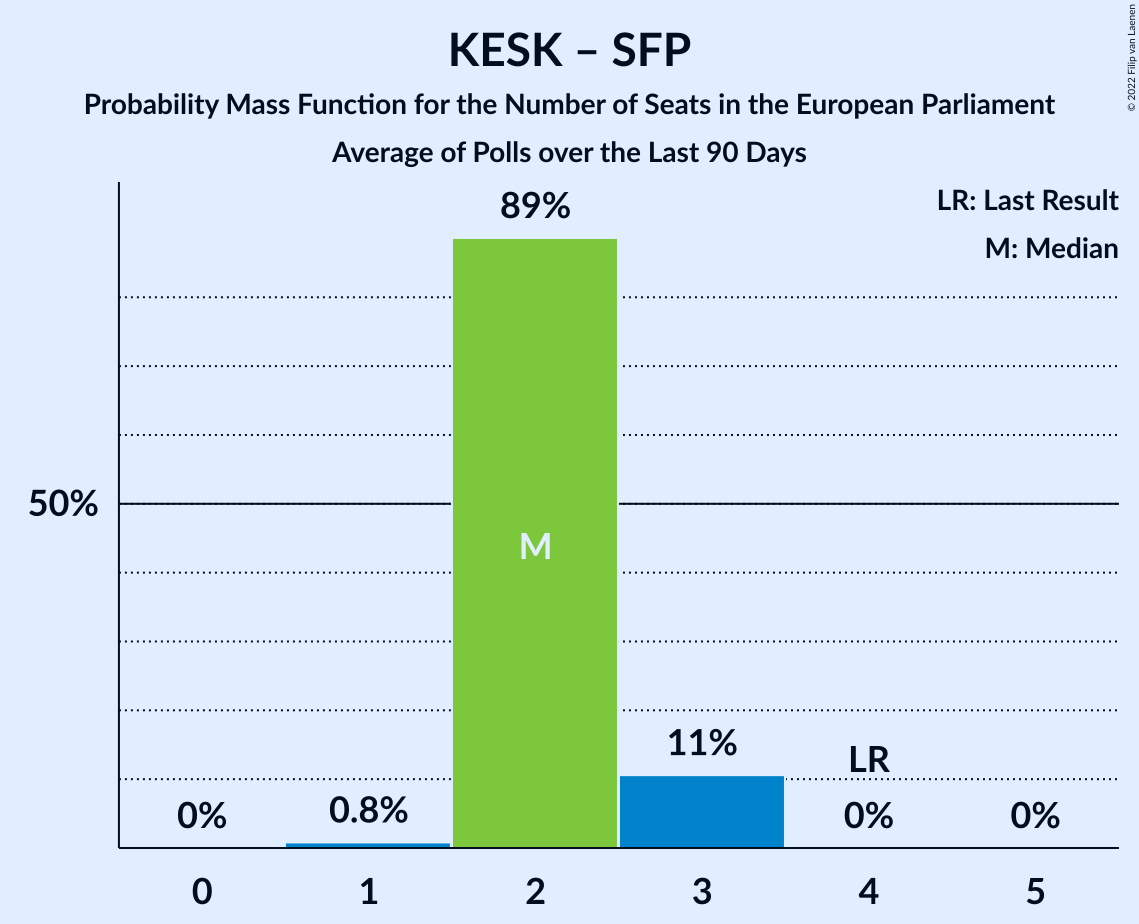 KESK – SFP
Probability Mass Function for the Number of Seats in the European Parliament
Average of Polls over the Last 90 Days
© 2022 Filip van Laenen
LR: Last Result
M: Median
89%
50%
M
11%
LR
0%
0.8%
0%
0%
0
1
2
3
4
5